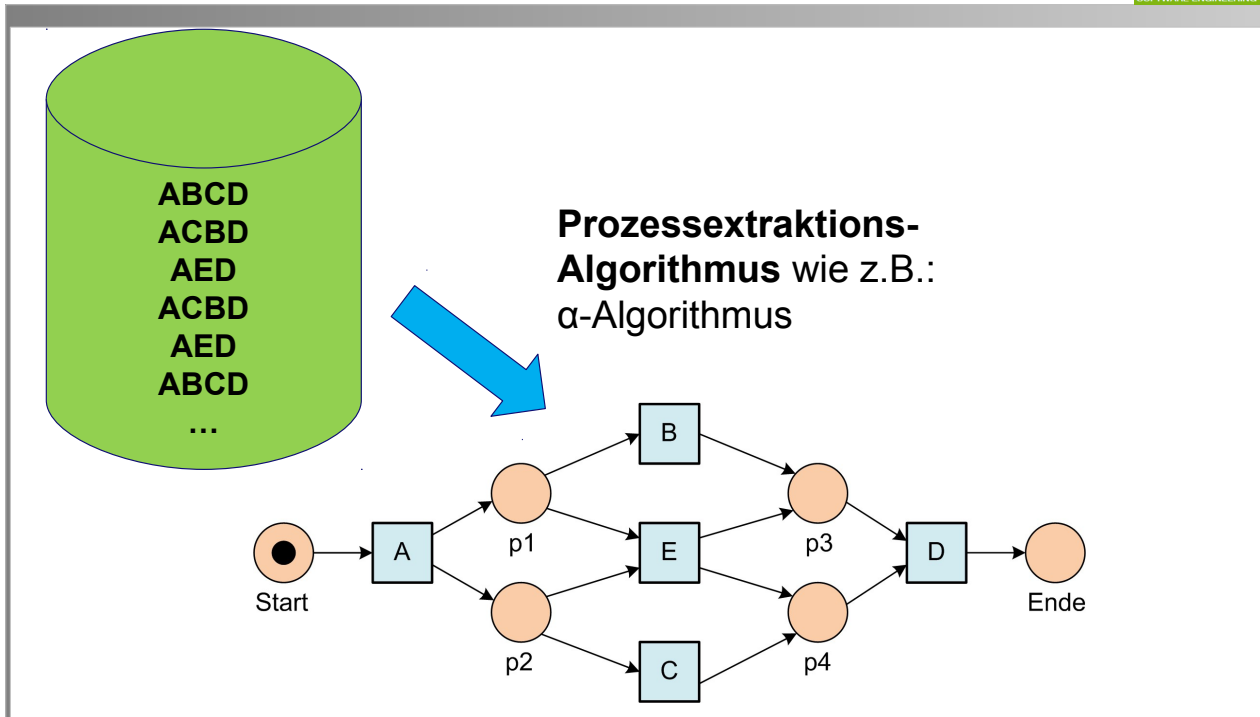 ABCD
ACBD
AED
ACBD
AED
ABCD
...
Prozessextraktions-
Algorithmus wie z.B.:
α-Algorithmus
B
A
p1
E
p3
D
Start
Ende
p2
C
p4